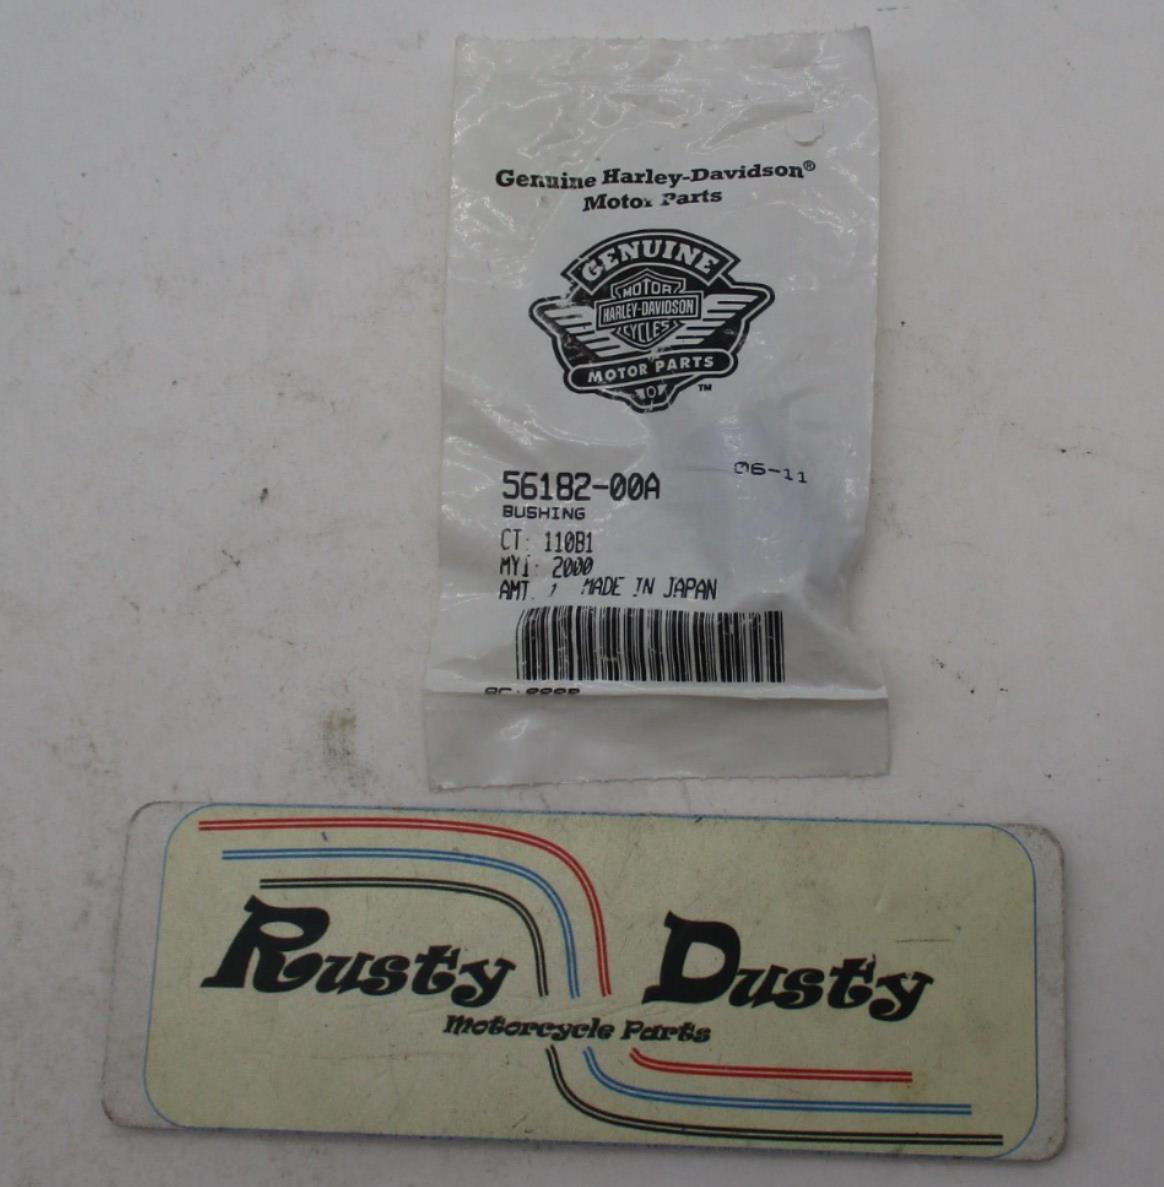 Genuine Harley-Davidson®
Motor Parts
GENUINE
MOTOR
HARLEY-DAVIDSON
CYCLES
MOTOR PARTS
TM
06-11
56182-00A
BUSHING
CT: 110B1
MYI: 2000
AMT. 1 MADE IN JAPAN
Rusty Dusty
Motorcycle Parts